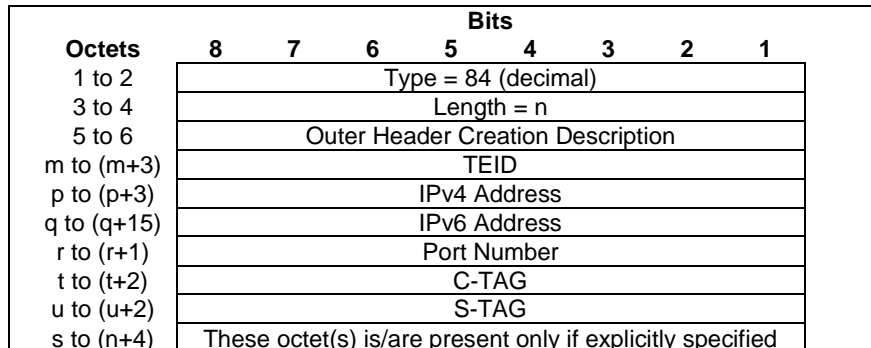 Bits
Octets 8 7 6 5 4 3 2 1
1 to 2 Type = 84 (decimal)
3 to 4 Length = n
5 to 6 Outer Header Creation Description
m to (m+3) TEID
p to (p+3) IPv4 Address
q to (q+15) IPv6 Address
r to (r+1) Port Number
t to (t+2) C-TAG
u to (u+2) S-TAG
s to (n+4) These octet(s) is/are present only if explicitly specified